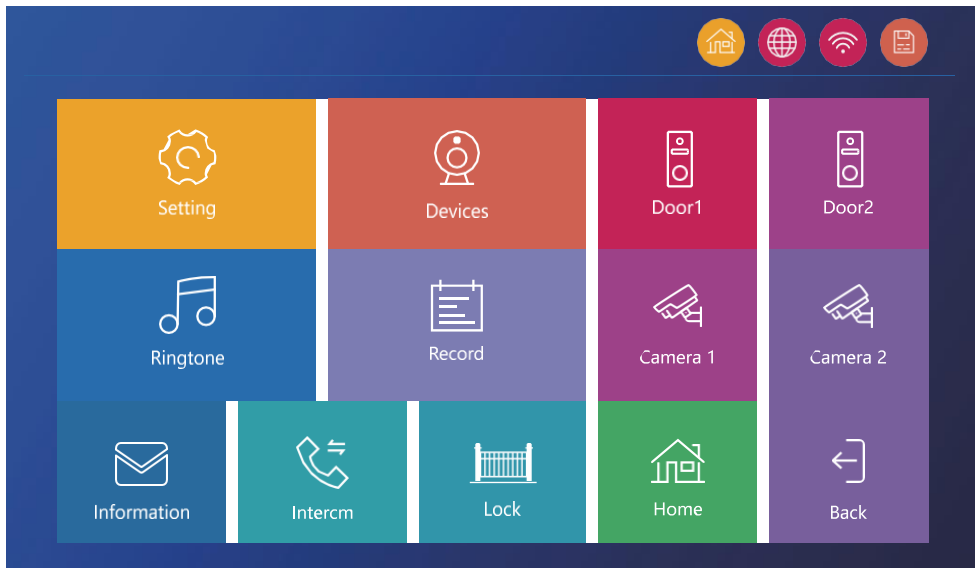 Setting
Devices
Door1
Door2
Ringtone
Record
Camera 1
Camera 2
Information
Intercm
Lock
Home
Back